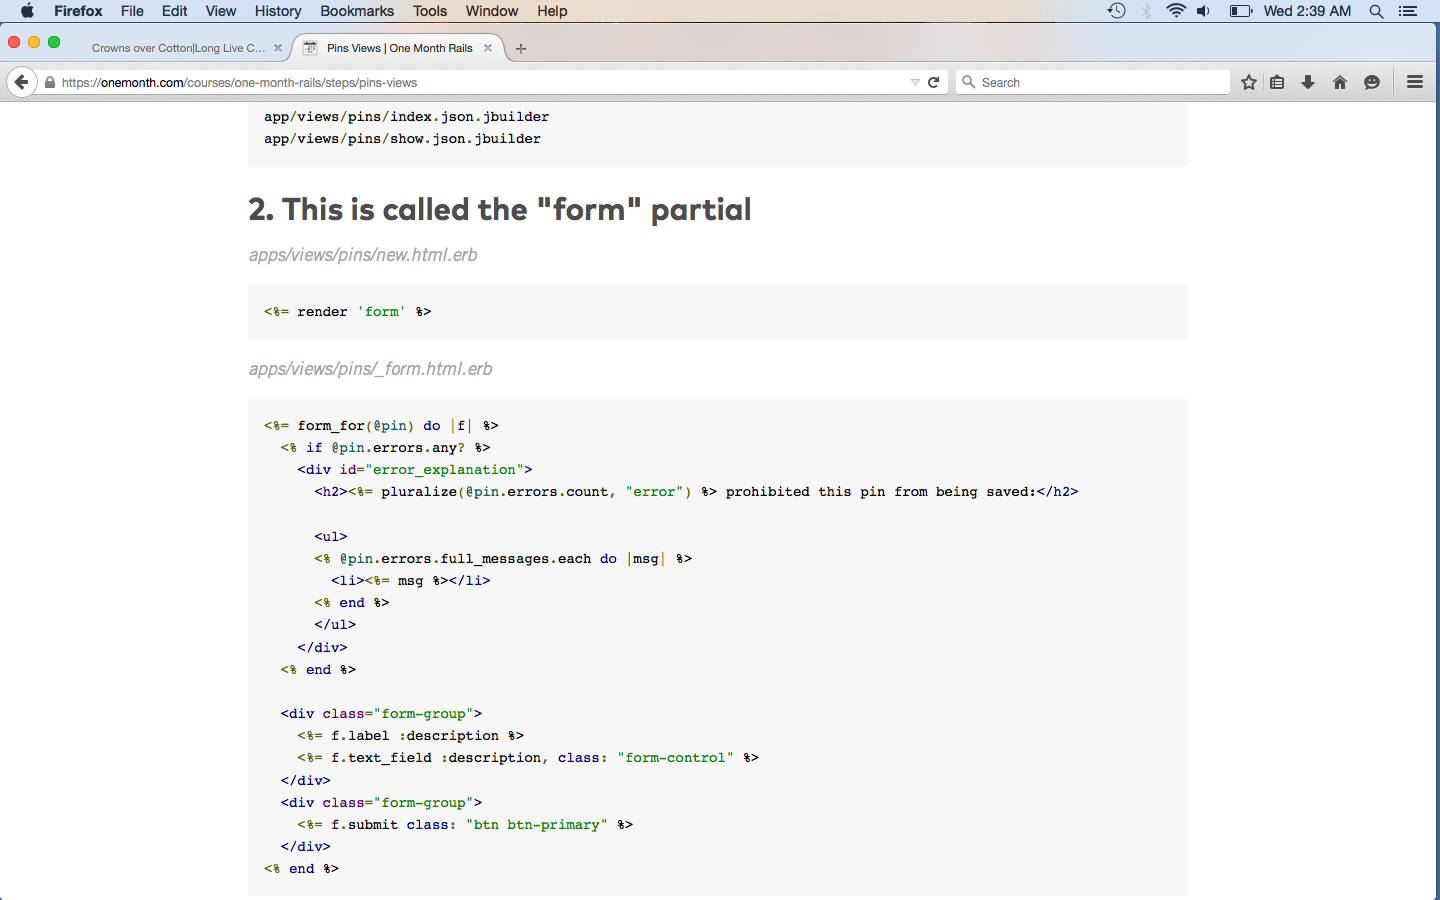 Firefox File Edit View History Bookmarks Tools Window Help Wed 2:39 AM
Crowns over Cotton|Long Live C... Pins Views | One Month Rails
https://onemonth.com/courses/one-month-rails/steps/pins-views Search
app/views/pins/index.json.jbuilder
app/views/pins/show.json.jbuilder
2. This is called the "form" partial
apps/views/pins/new.html.erb
<%= render 'form' %>
apps/views/pins/_form.html.erb
<%= form_for(@pin) do |f| %>
<% if @pin.errors.any? %>
<div id="error_explanation">
<h2><%= pluralize(@pin.errors.count, "error") %> prohibited this pin from being saved:</h2>
<ul>
<% @pin.errors.full_messages.each do |msg| %>
<li><%= msg %></li>
<% end %>
</ul>
</div>
<% end %>
<div class="form-group">
<%= f.label :description %>
<%= f.text_field :description, class: "form-control" %>
</div>
<div class="form-group">
<%= f.submit class: "btn btn-primary" %>
</div>
<% end %>